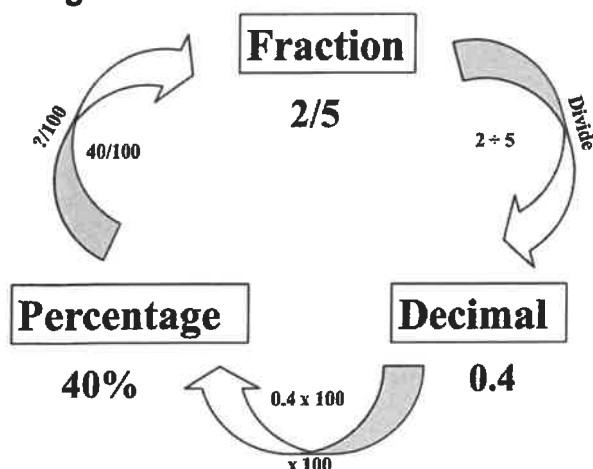 Fraction
2/5
Divide
2 ÷ 5
Decimal
0.4
0.4 x 100
x 100
Percentage
40%
?/100
40/100